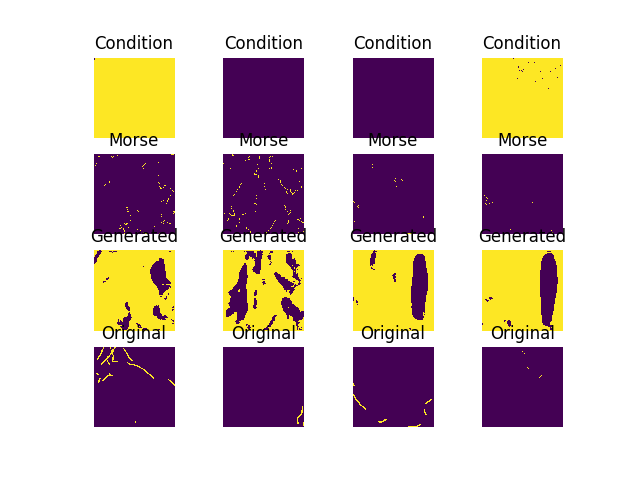 Condition Condition Condition Condition
Morse Morse Morse Morse
Generated Generated Generated Generated
Original Original Original Original